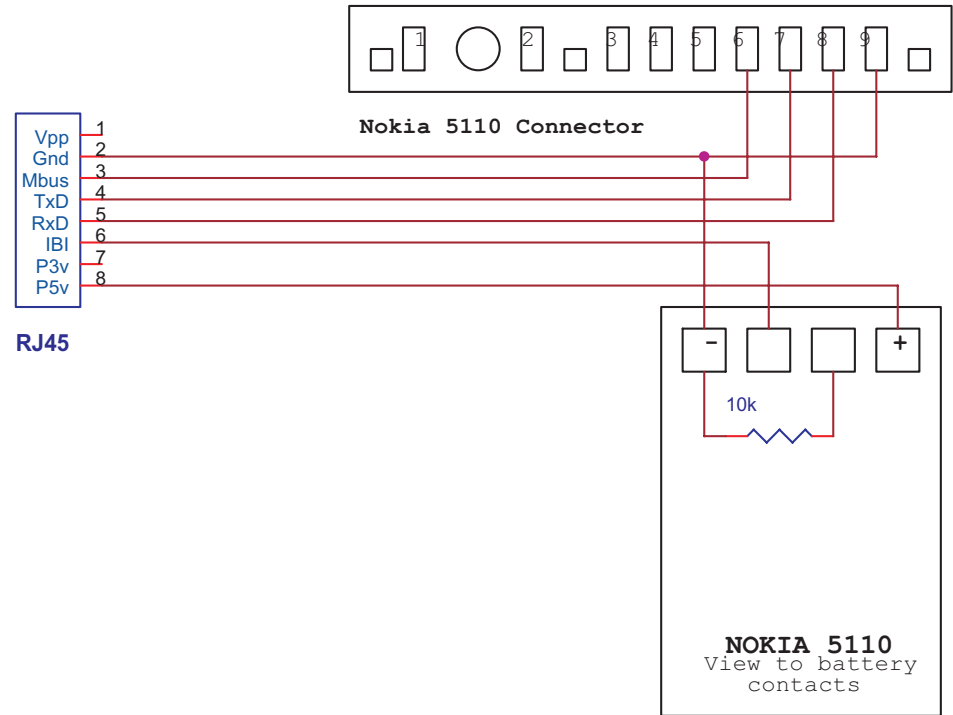 1 2 3 4 5 6 7 8 9
Nokia 5110 Connector
Vpp 1
Gnd 2
Mbus 3
TxD 4
RxD 5
IBI 6
P3v 7
P5v 8
RJ45
- +
10k
NOKIA 5110
View to battery
contacts